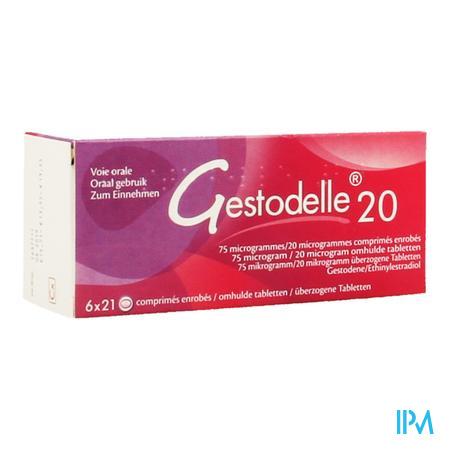 Voie orale
Oraal gebruik
Zum Einnehmen
Gestodelle® 20
75 microgrammes/20 microgrammes comprimés enrobés
75 microgram / 20 microgram omhulde tabletten
75 mikrogramm/20 mikrogramm überzogene Tabletten
Gestodene/Ethinylestradiol
6x21 comprimés enrobés / omhulde tabletten / überzogene Tabletten
IPM